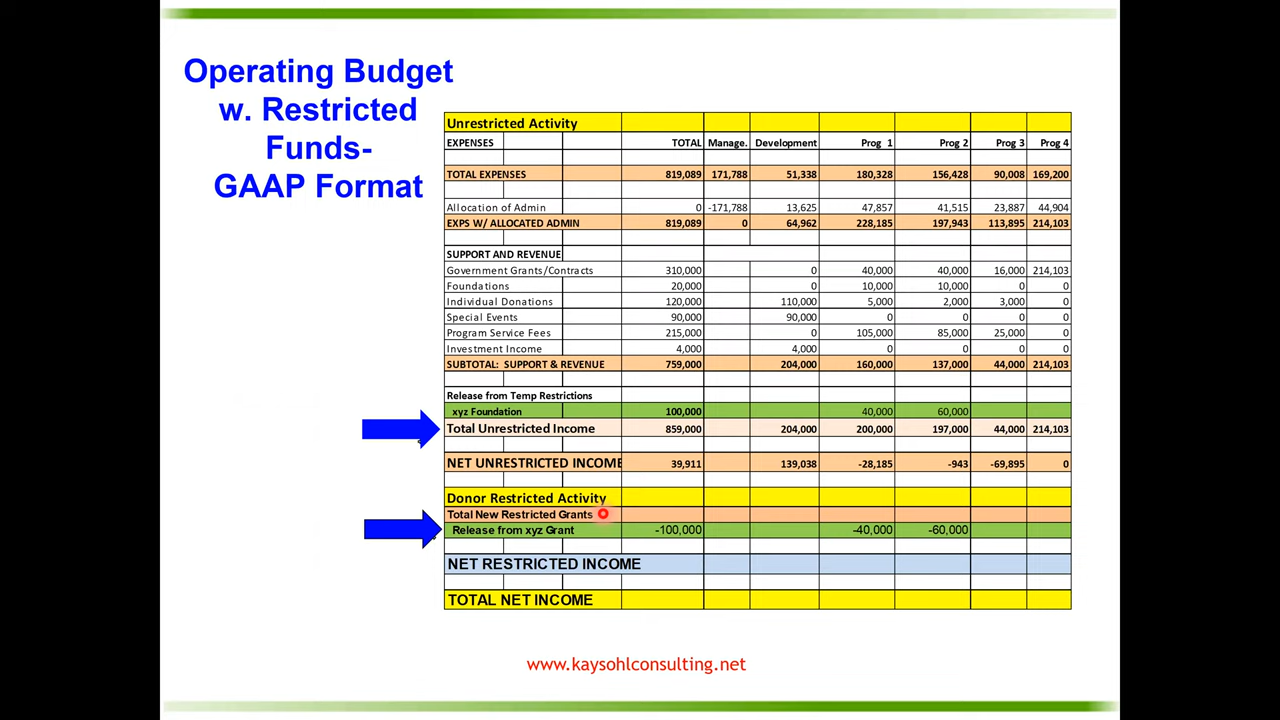 Operating Budget
w. Restricted
Funds-
GAAP Format
Unrestricted Activity
EXPENSES TOTAL Manage. Development Prog 1 Prog 2 Prog 3 Prog 4
TOTAL EXPENSES 819,089 171,788 51,338 180,328 156,428 90,008 169,200
Allocation of Admin 0 -171,788 13,625 47,857 41,515 23,887 44,904
EXPS W/ ALLOCATED ADMIN 819,089 0 64,962 228,185 197,943 113,895 214,103
SUPPORT AND REVENUE
Government Grants/Contracts 310,000 0 40,000 40,000 16,000 214,103
Foundations 20,000 0 10,000 10,000 0 0
Individual Donations 120,000 110,000 5,000 2,000 3,000 0
Special Events 90,000 90,000 0 0 0 0
Program Service Fees 215,000 0 105,000 85,000 25,000 0
Investment Income 4,000 4,000 0 0 0 0
SUBTOTAL: SUPPORT & REVENUE 759,000 204,000 160,000 137,000 44,000 214,103
Release from Temp Restrictions
xyz Foundation 100,000 40,000 60,000
Total Unrestricted Income 859,000 204,000 200,000 197,000 44,000 214,103
NET UNRESTRICTED INCOME 39,911 139,038 -28,185 -943 -69,895 0
Donor Restricted Activity
Total New Restricted Grants
Release from xyz Grant -100,000 -40,000 -60,000
NET RESTRICTED INCOME
TOTAL NET INCOME
www.kaysohlconsulting.net